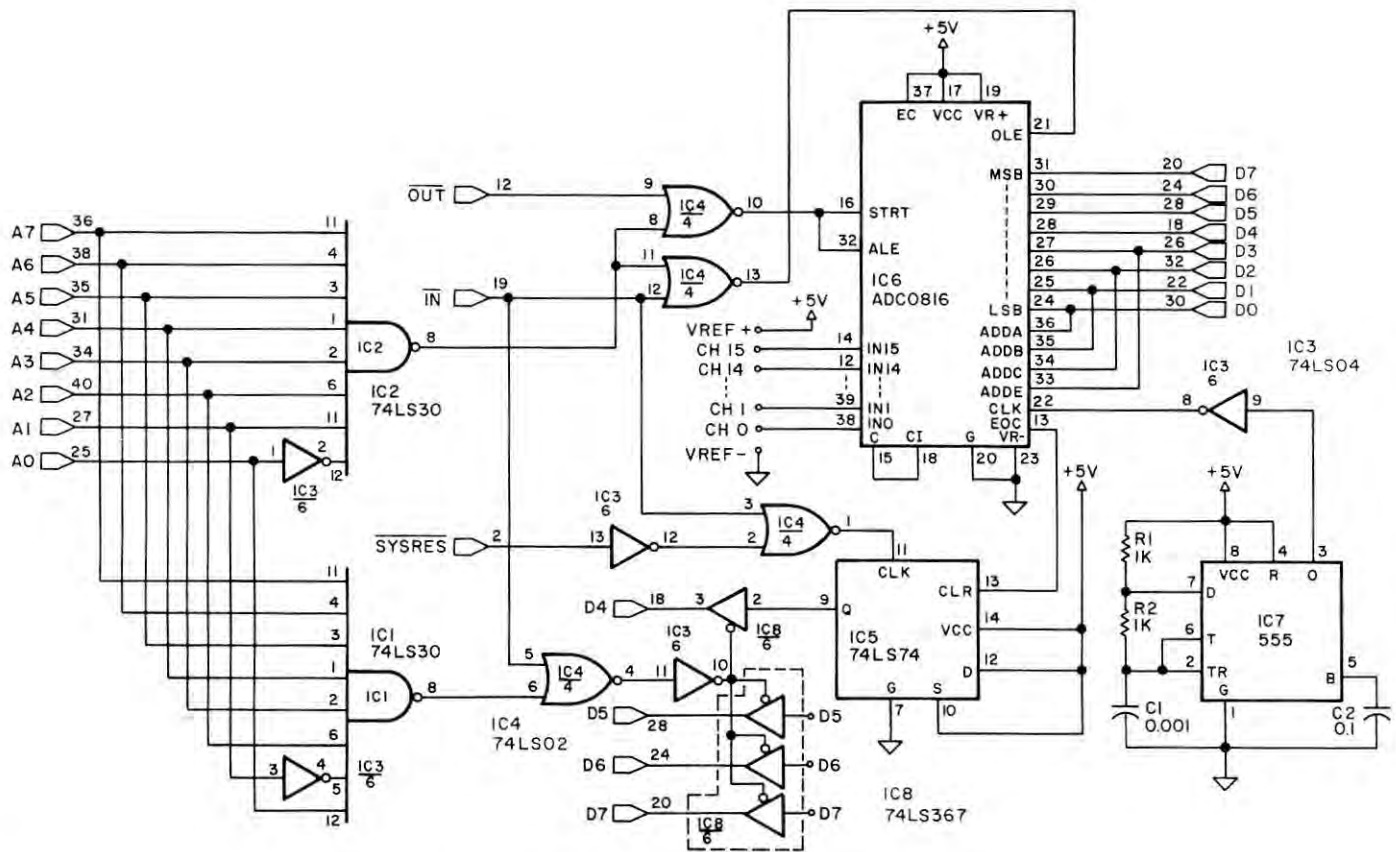 +5V
37 17 19
EC VCC VR+
OLE 21
OUT 12 9
IC4/4 10
8
16 STRT
32 ALE
IC6
ADC0816
MSB 31 20 D7
30 24 D6
29 28 D5
28 18 D4
27 26 D3
26 32 D2
25 22 D1
LSB 24 30 D0
ADDA 36
ADDB 35
ADDC 34
ADDE 33
CLK 22
EOC 13
A7 36 11
A6 38 4
A5 35 3
A4 31 1
A3 34 2
A2 40 6
A1 27 11
A0 25 1 2 12
IC3/6
IC2 8
IC2
74LS30
IN 19
11
12
IC4/4 13
+5V
VREF +
CH 15 14 IN15
CH 14 12 IN14
CH 1 39 IN1
CH 0 38 IN0
VREF-
C CI G VR-
15 18 20 23
IC3
6
8 9
IC3
74LS04
SYSRES 2
IC3
6
13 12
3
2
IC4/4 1
11
CLK
9 Q
IC5
74LS74
CLR 13
VCC 14
D 12
G S
7 10
+5V
+5V
R1
1K
R2
1K
C1
0.001
8 4 3
VCC R O
7 D
6 T
2 TR
IC7
555
B 5
G
1
C2
0.1
11
4
3
1
2
6
3 4 5
12
IC3/6
IC1
74LS30
IC1 8
5
6
IC4/4 4
IC4
74LS02
IC3
6
11 10
D4 18 3 2
IC8/6
D5 28 D5
D6 24 D6
D7 20 D7
IC8/6
IC8
74LS367